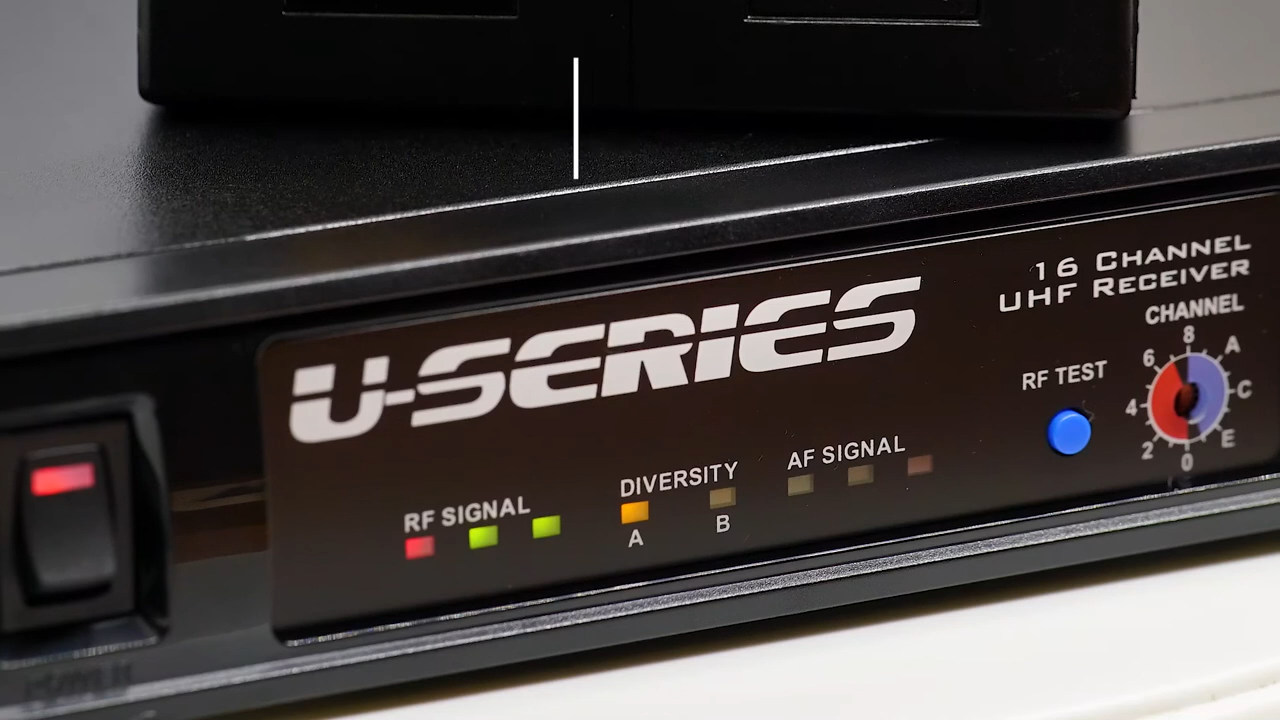 U-SERIES
16 CHANNEL
UHF RECEIVER
CHANNEL
8
6 A
4 C
2 E
0
RF TEST
RF SIGNAL
DIVERSITY
A B
AF SIGNAL